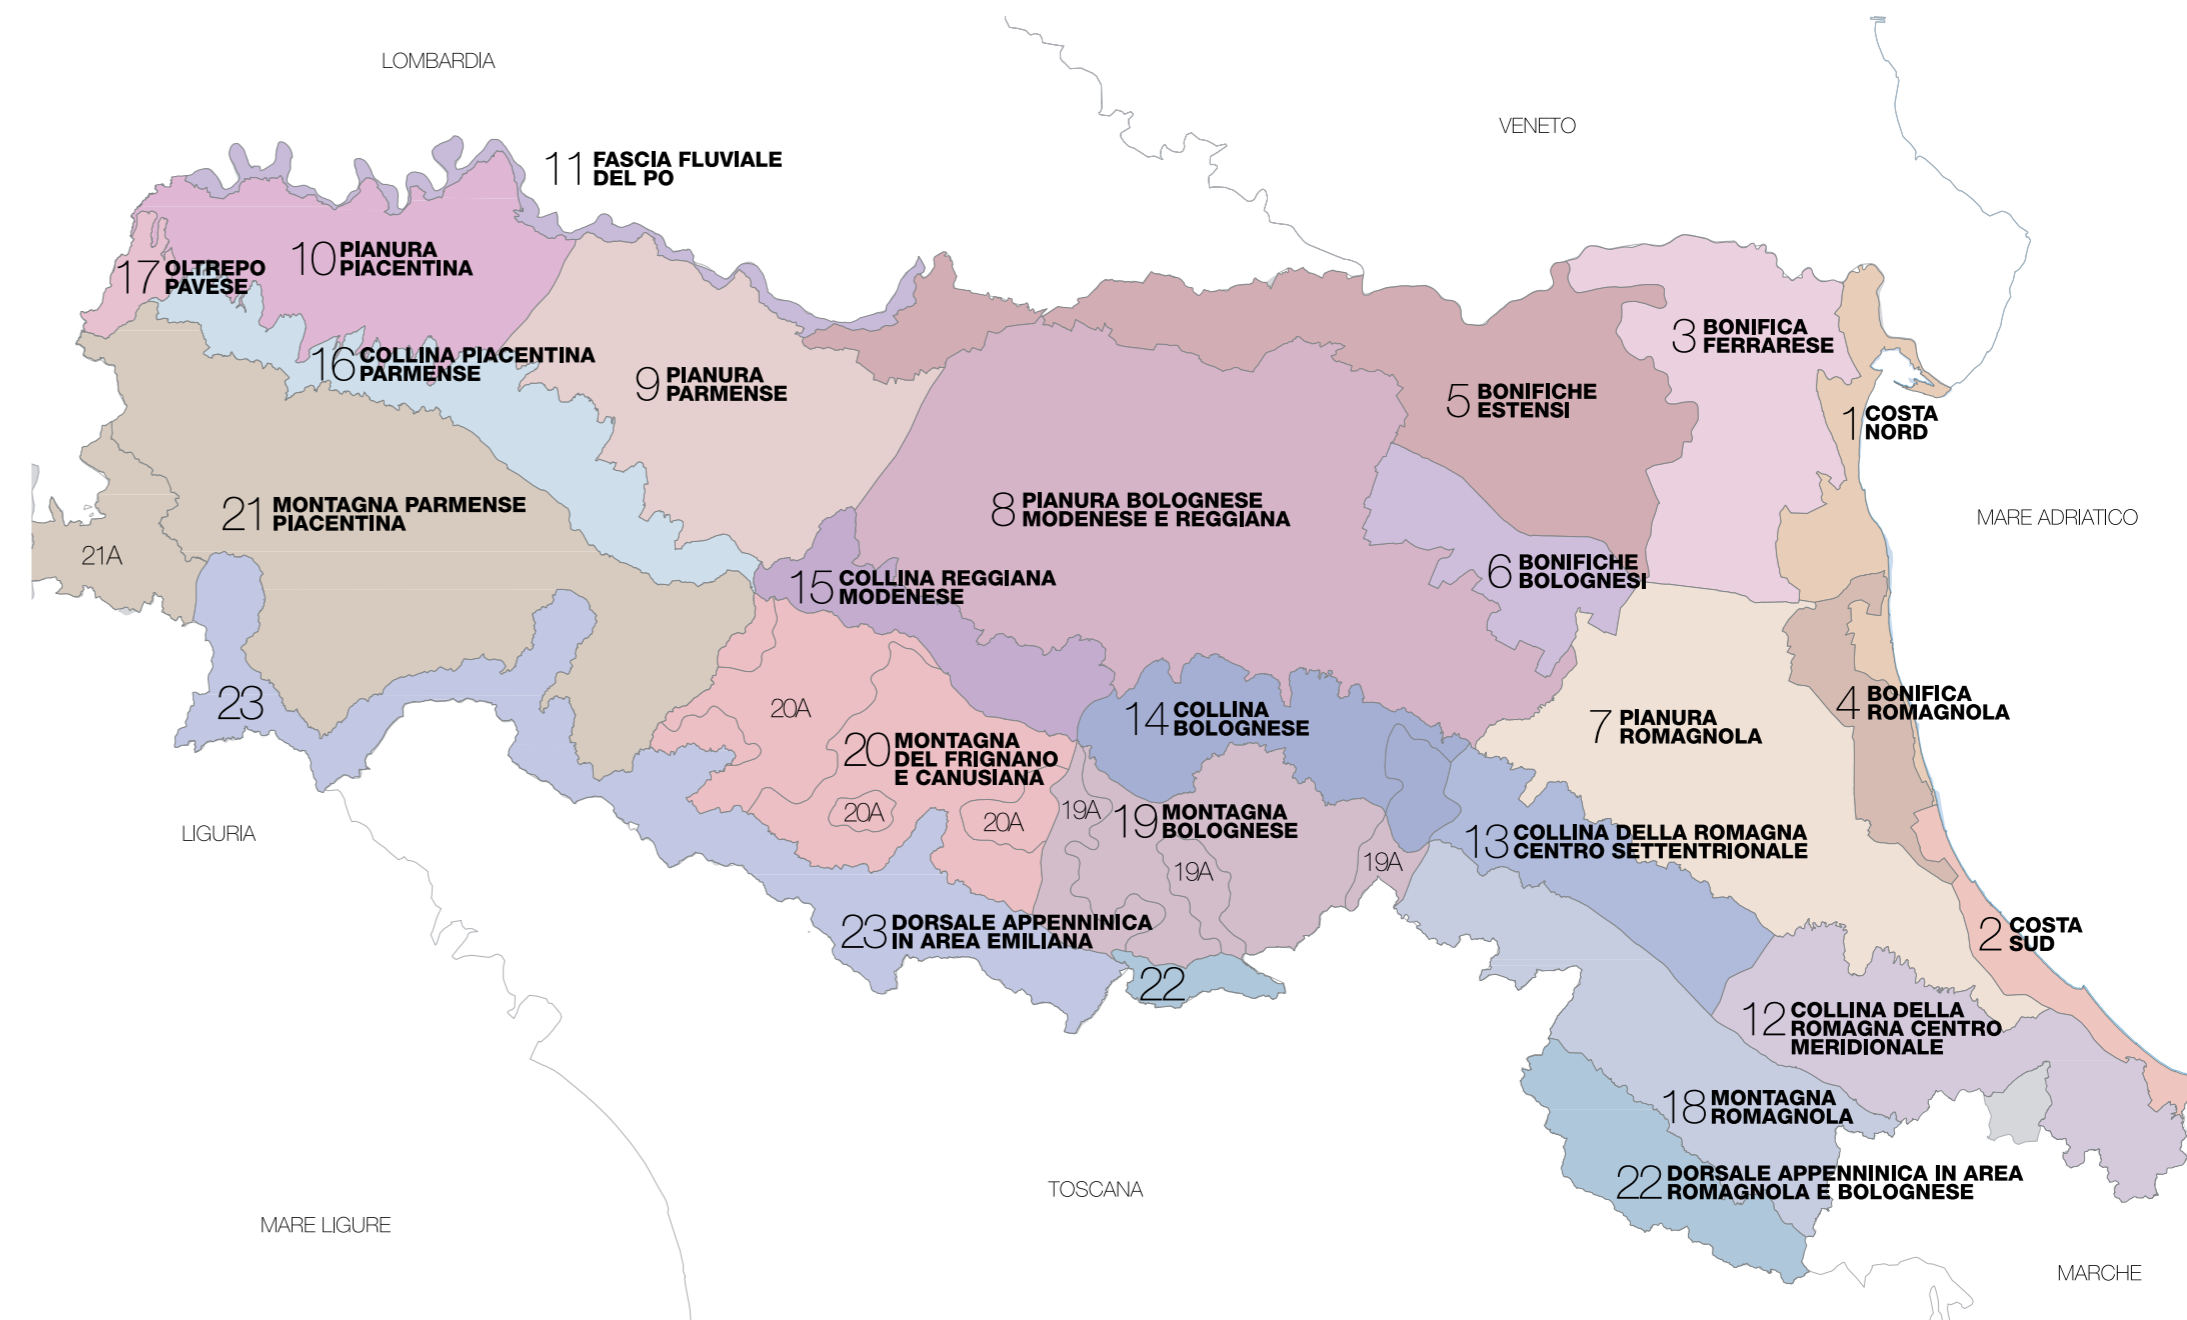 LOMBARDIA
VENETO
11 FASCIA FLUVIALE
DEL PO
10 PIANURA
PIACENTINA
17 OLTREPO
PAVESE
3 BONIFICA
FERRARESE
16 COLLINA PIACENTINA
PARMENSE
9 PIANURA
PARMENSE
5 BONIFICHE
ESTENSI
1 COSTA
NORD
21 MONTAGNA PARMENSE
PIACENTINA
8 PIANURA BOLOGNESE
MODENESE E REGGIANA
MARE ADRIATICO
21A
6 BONIFICHE
BOLOGNESI
15 COLLINA REGGIANA
MODENESE
23
20A
14 COLLINA
BOLOGNESE
7 PIANURA
ROMAGNOLA
4 BONIFICA
ROMAGNOLA
20 MONTAGNA
DEL FRIGNANO
E CANUSIANA
20A
20A
19A
19 MONTAGNA
BOLOGNESE
LIGURIA
13 COLLINA DELLA ROMAGNA
CENTRO SETTENTRIONALE
19A
19A
23 DORSALE APPENNINICA
IN AREA EMILIANA
2 COSTA
SUD
22
12 COLLINA DELLA
ROMAGNA CENTRO
MERIDIONALE
18 MONTAGNA
ROMAGNOLA
22 DORSALE APPENNINICA IN AREA
ROMAGNOLA E BOLOGNESE
TOSCANA
MARE LIGURE
MARCHE